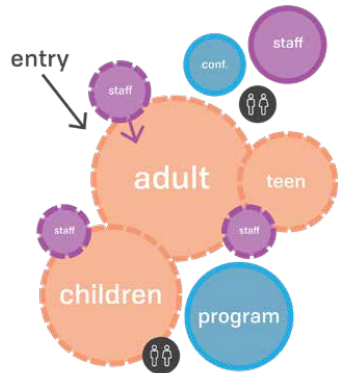 staff
conf.
entry
staff
adult
teen
staff
staff
children
program